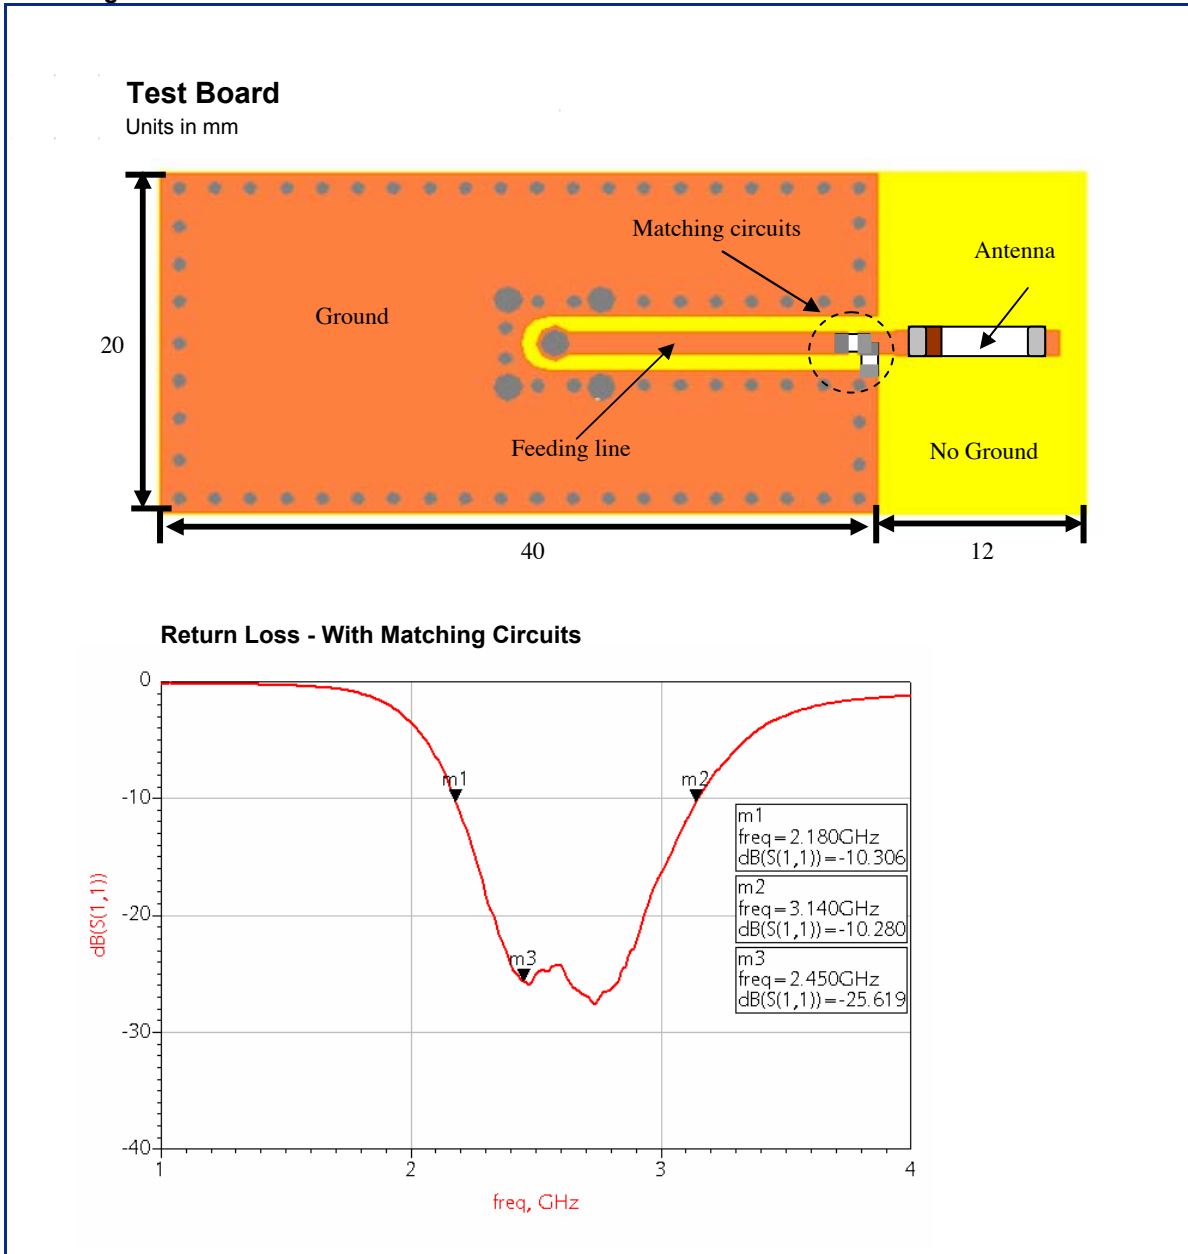 Test Board
Units in mm
Matching circuits
Antenna
Ground
20
Feeding line
No Ground
40
12
Return Loss - With Matching Circuits
0
-10
-20
-30
-40
dB(S(1,1))
m1
m2
m3
m1
freq=2.180GHz
dB(S(1,1))=-10.306
m2
freq=3.140GHz
dB(S(1,1))=-10.280
m3
freq=2.450GHz
dB(S(1,1))=-25.619
1
2
3
4
freq, GHz